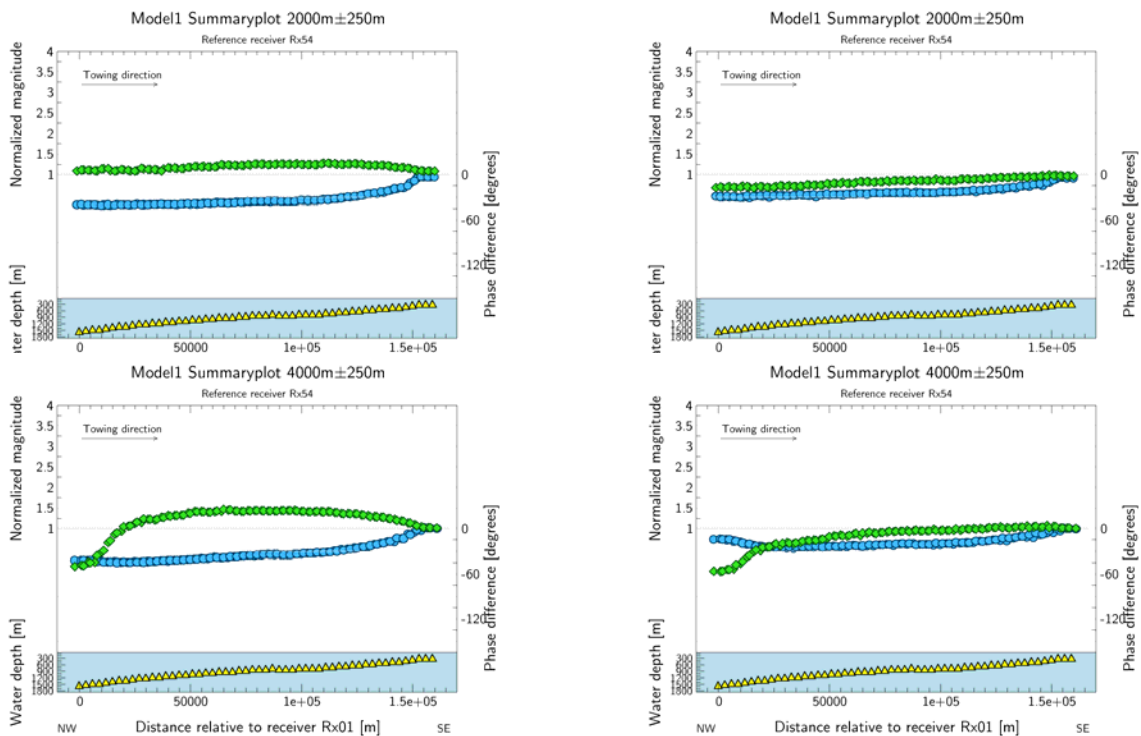 Model1 Summaryplot 2000m±250m
Reference receiver Rx54
Normalized magnitude
4
3.5
3
2.5
2
1.5
1
Towing direction
0
-60
-120
Phase difference [degrees]
ter depth [m]
300
600
1200
1800
0 50000 1e+05 1.5e+05
Model1 Summaryplot 2000m±250m
Reference receiver Rx54
Normalized magnitude
4
3.5
3
2.5
2
1.5
1
Towing direction
0
-60
-120
Phase difference [degrees]
ter depth [m]
300
600
1200
1800
0 50000 1e+05 1.5e+05
Model1 Summaryplot 4000m±250m
Reference receiver Rx54
Normalized magnitude
4
3.5
3
2.5
2
1.5
1
Towing direction
0
-60
-120
Phase difference [degrees]
Water depth [m]
300
600
1200
1800
0 50000 1e+05 1.5e+05
NW Distance relative to receiver Rx01 [m] SE
Model1 Summaryplot 4000m±250m
Reference receiver Rx54
Normalized magnitude
4
3.5
3
2.5
2
1.5
1
Towing direction
0
-60
-120
Phase difference [degrees]
Water depth [m]
300
600
1200
1800
0 50000 1e+05 1.5e+05
NW Distance relative to receiver Rx01 [m] SE